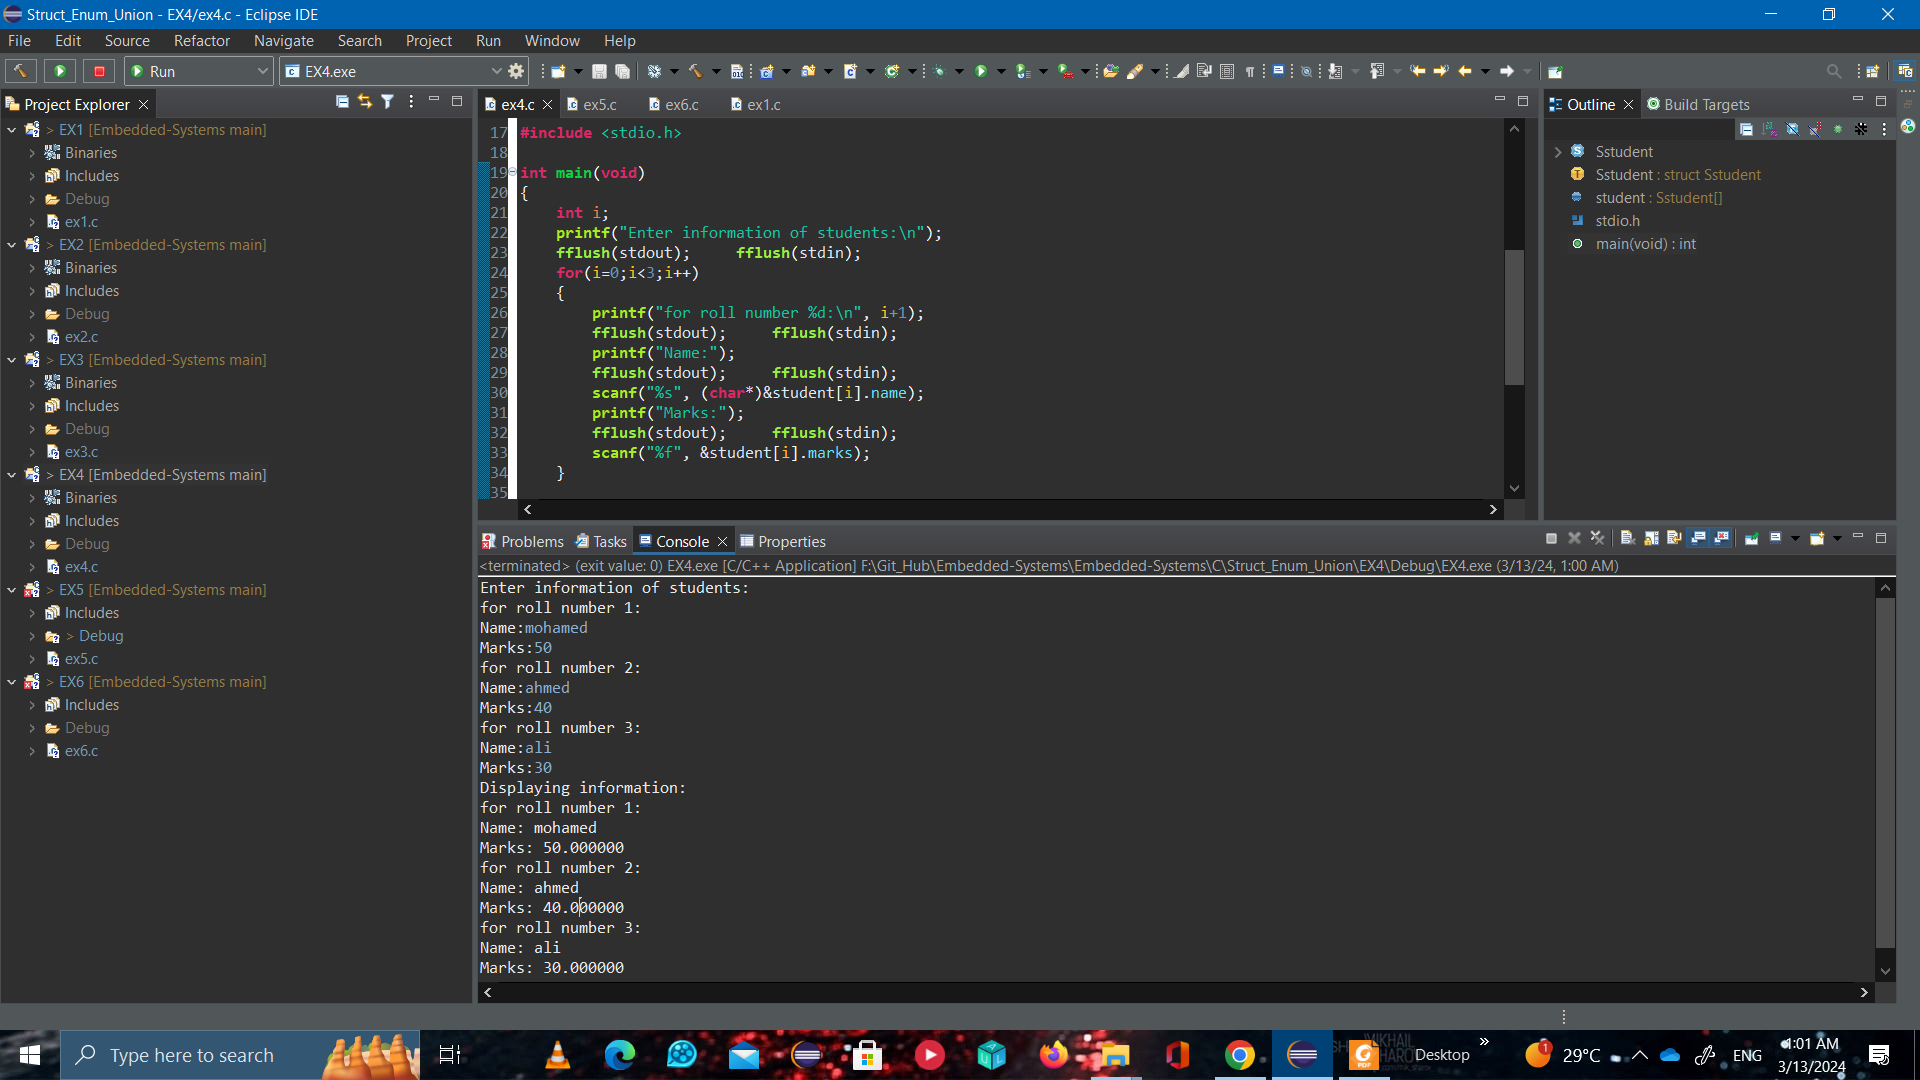 Struct_Enum_Union - EX4/ex4.c - Eclipse IDE
File Edit Source Refactor Navigate Search Project Run Window Help
Run
EX4.exe
Project Explorer
> EX1 [Embedded-Systems main]
Binaries
Includes
Debug
ex1.c
> EX2 [Embedded-Systems main]
Binaries
Includes
Debug
ex2.c
> EX3 [Embedded-Systems main]
Binaries
Includes
Debug
ex3.c
> EX4 [Embedded-Systems main]
Binaries
Includes
Debug
ex4.c
> EX5 [Embedded-Systems main]
Includes
> Debug
ex5.c
> EX6 [Embedded-Systems main]
Includes
Debug
ex6.c
ex4.c ex5.c ex6.c ex1.c
17 #include <stdio.h>
18
19 int main(void)
20 {
21 int i;
22 printf("Enter information of students:\n");
23 fflush(stdout); fflush(stdin);
24 for(i=0;i<3;i++)
25 {
26 printf("for roll number %d:\n", i+1);
27 fflush(stdout); fflush(stdin);
28 printf("Name:");
29 fflush(stdout); fflush(stdin);
30 scanf("%s", (char*)&student[i].name);
31 printf("Marks:");
32 fflush(stdout); fflush(stdin);
33 scanf("%f", &student[i].marks);
34 }
35
Outline Build Targets
Sstudent
Sstudent : struct Sstudent
student : Sstudent[]
stdio.h
main(void) : int
Problems Tasks Console Properties
<terminated> (exit value: 0) EX4.exe [C/C++ Application] F:\Git_Hub\Embedded-Systems\Embedded-Systems\C\Struct_Enum_Union\EX4\Debug\EX4.exe (3/13/24, 1:00 AM)
Enter information of students:
for roll number 1:
Name:mohamed
Marks:50
for roll number 2:
Name:ahmed
Marks:40
for roll number 3:
Name:ali
Marks:30
Displaying information:
for roll number 1:
Name: mohamed
Marks: 50.000000
for roll number 2:
Name: ahmed
Marks: 40.000000
for roll number 3:
Name: ali
Marks: 30.000000
Type here to search
Desktop
29°C
ENG
4:01 AM
3/13/2024